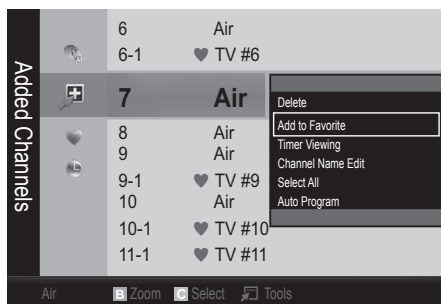 Added Channels
6 Air
6-1 ♥ TV #6
7 Air
8 Air
9 Air
9-1 ♥ TV #9
10 Air
10-1 ♥ TV #10
11-1 ♥ TV #11
Delete
Add to Favorite
Timer Viewing
Channel Name Edit
Select All
Auto Program
Air B Zoom C Select Tools